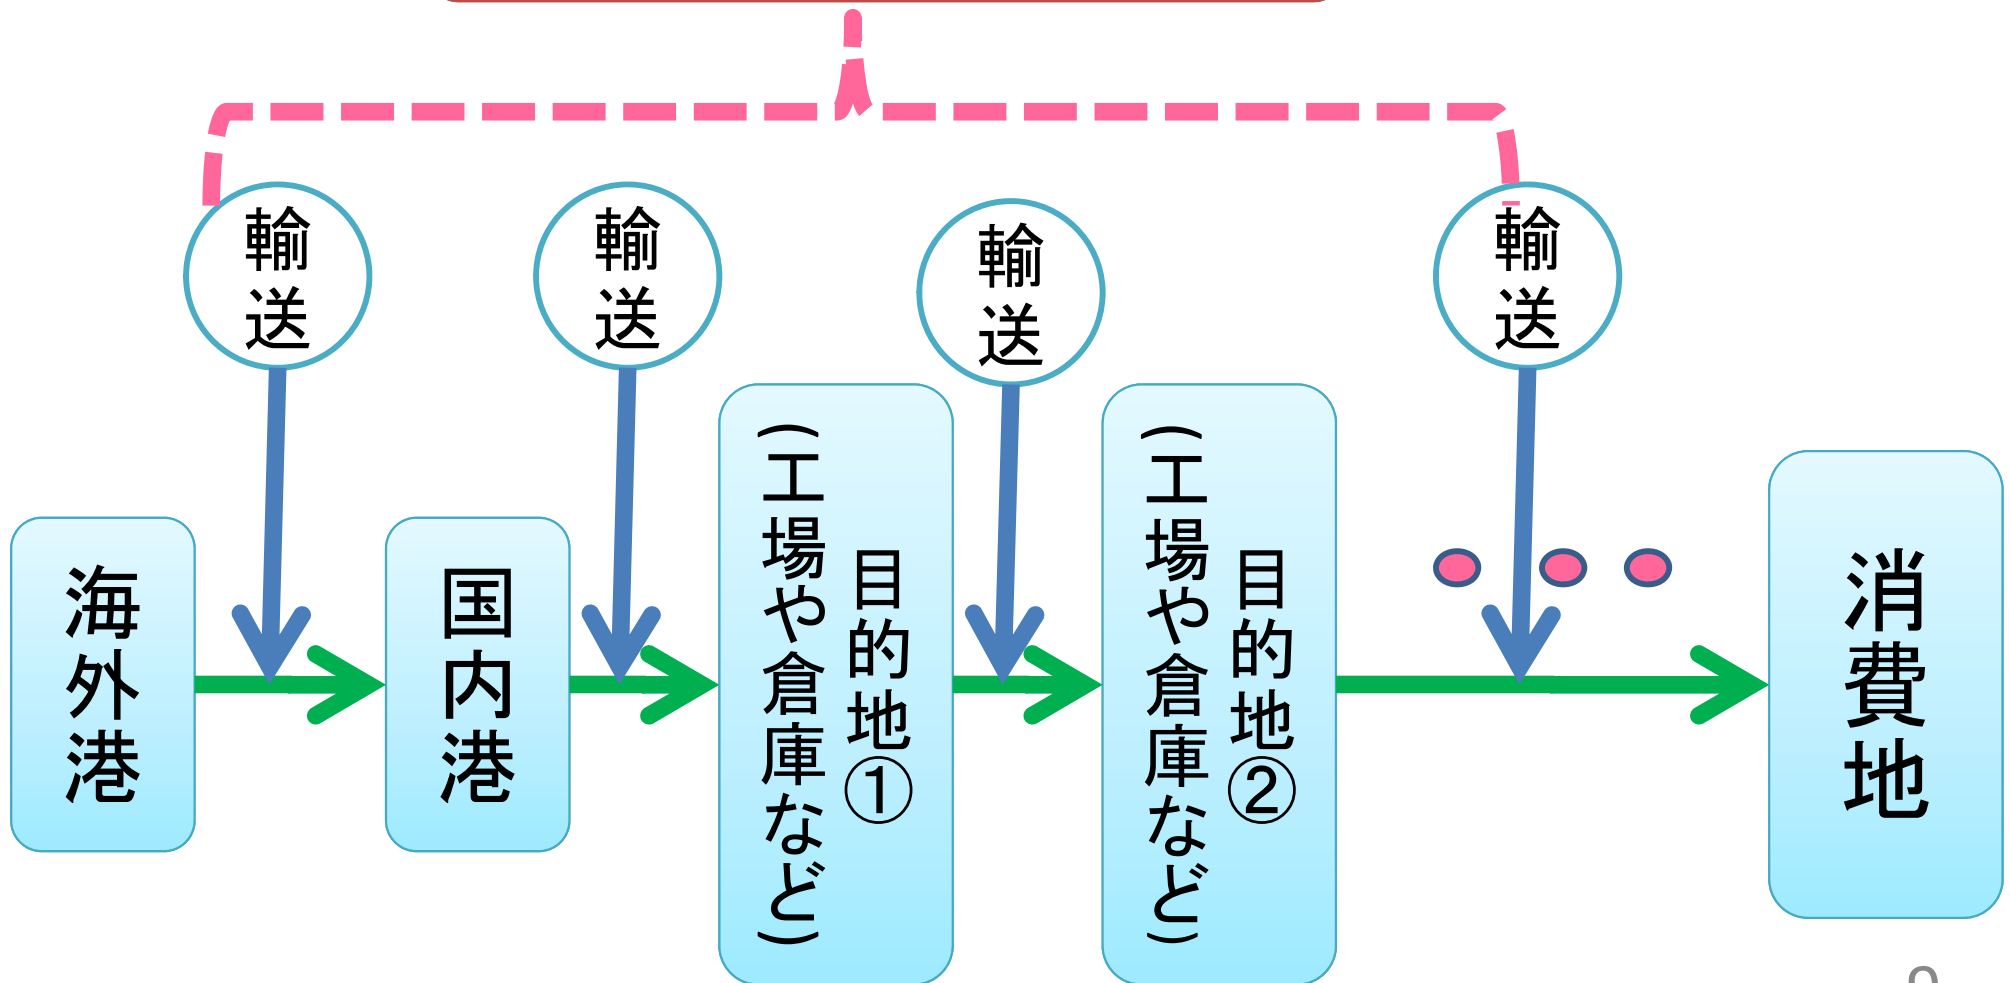 輸送
輸送
輸送
輸送
海外港
国内港
目的地①
(工場や倉庫など)
目的地②
(工場や倉庫など)
消費地